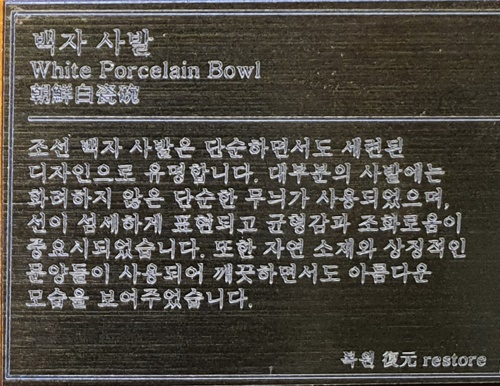 백자 사발
White Porcelain Bowl
朝鮮白瓷碗
조선 백자 사발은 단순하면서도 세련된
디자인으로 유명합니다. 대부분의 사발에는
화려하지 않은 단순한 무늬가 사용되었으며,
선이 섬세하게 표현되고 균형감과 조화로움이
중요시되었습니다. 또한 자연 소재와 상징적인
문양들이 사용되어 깨끗하면서도 아름다운
모습을 보여주었습니다.
복원 復元 restore